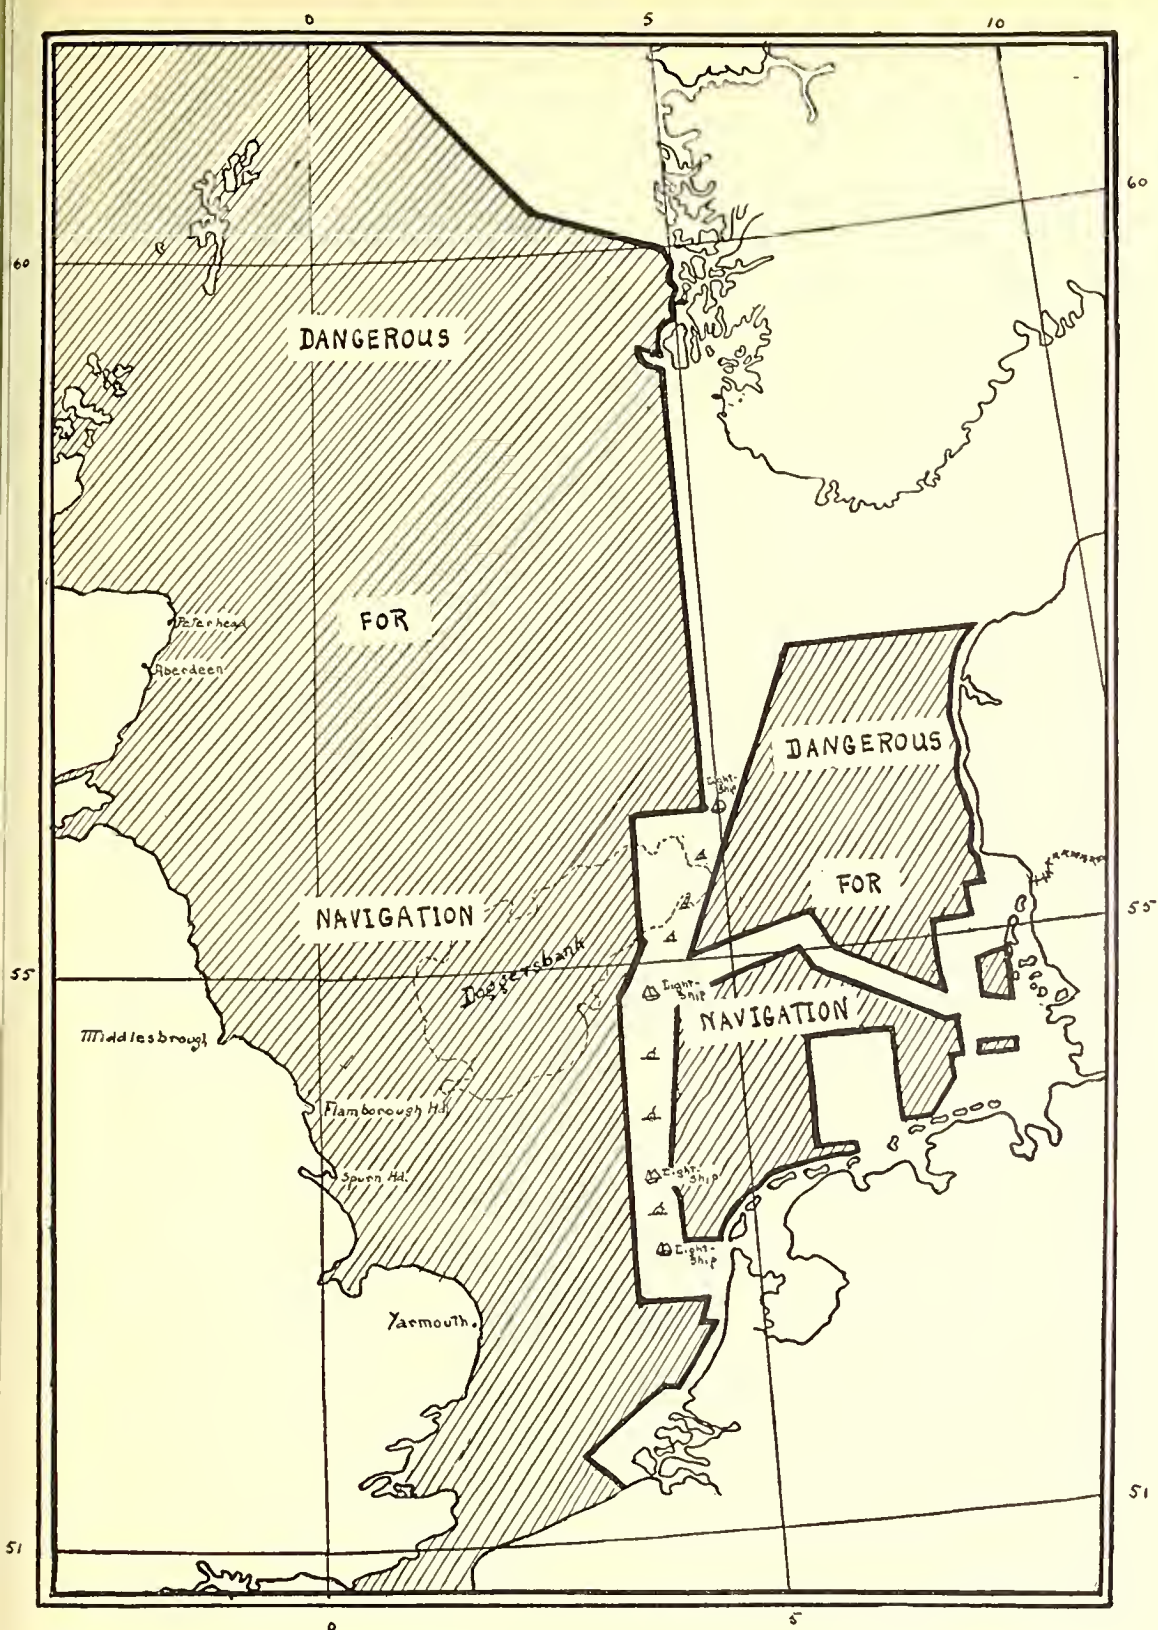 0 5 10
60
60
DANGEROUS
FOR
Peterhead
Aberdeen
DANGEROUS
Light-
Ship
FOR
NAVIGATION
55
Doggersbank
55
Light-
Ship
NAVIGATION
Middlesbrough
Flamborough Hd.
Spurn Hd.
Light-
Ship
Light-
Ship
Yarmouth
51
51
0 5